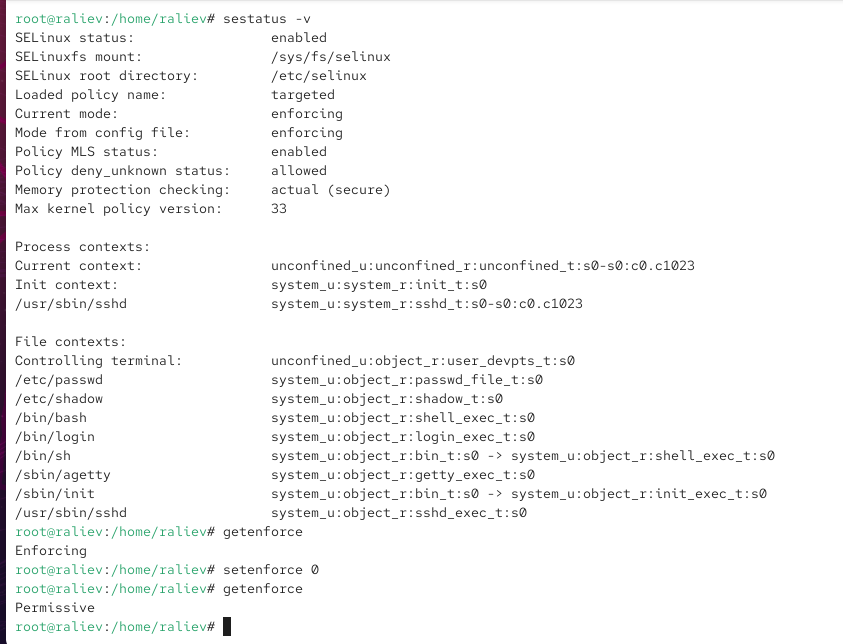 root@raliev:/home/raliev# sestatus -v
SELinux status:                 enabled
SELinuxfs mount:                /sys/fs/selinux
SELinux root directory:         /etc/selinux
Loaded policy name:             targeted
Current mode:                   enforcing
Mode from config file:          enforcing
Policy MLS status:              enabled
Policy deny_unknown status:     allowed
Memory protection checking:     actual (secure)
Max kernel policy version:      33

Process contexts:
Current context:                unconfined_u:unconfined_r:unconfined_t:s0-s0:c0.c1023
Init context:                   system_u:system_r:init_t:s0
/usr/sbin/sshd                  system_u:system_r:sshd_t:s0-s0:c0.c1023

File contexts:
Controlling terminal:           unconfined_u:object_r:user_devpts_t:s0
/etc/passwd                     system_u:object_r:passwd_file_t:s0
/etc/shadow                     system_u:object_r:shadow_t:s0
/bin/bash                       system_u:object_r:shell_exec_t:s0
/bin/login                      system_u:object_r:login_exec_t:s0
/bin/sh                         system_u:object_r:bin_t:s0 -> system_u:object_r:shell_exec_t:s0
/sbin/agetty                    system_u:object_r:getty_exec_t:s0
/sbin/init                      system_u:object_r:bin_t:s0 -> system_u:object_r:init_exec_t:s0
/usr/sbin/sshd                  system_u:object_r:sshd_exec_t:s0
root@raliev:/home/raliev# getenforce
Enforcing
root@raliev:/home/raliev# setenforce 0
root@raliev:/home/raliev# getenforce
Permissive
root@raliev:/home/raliev#